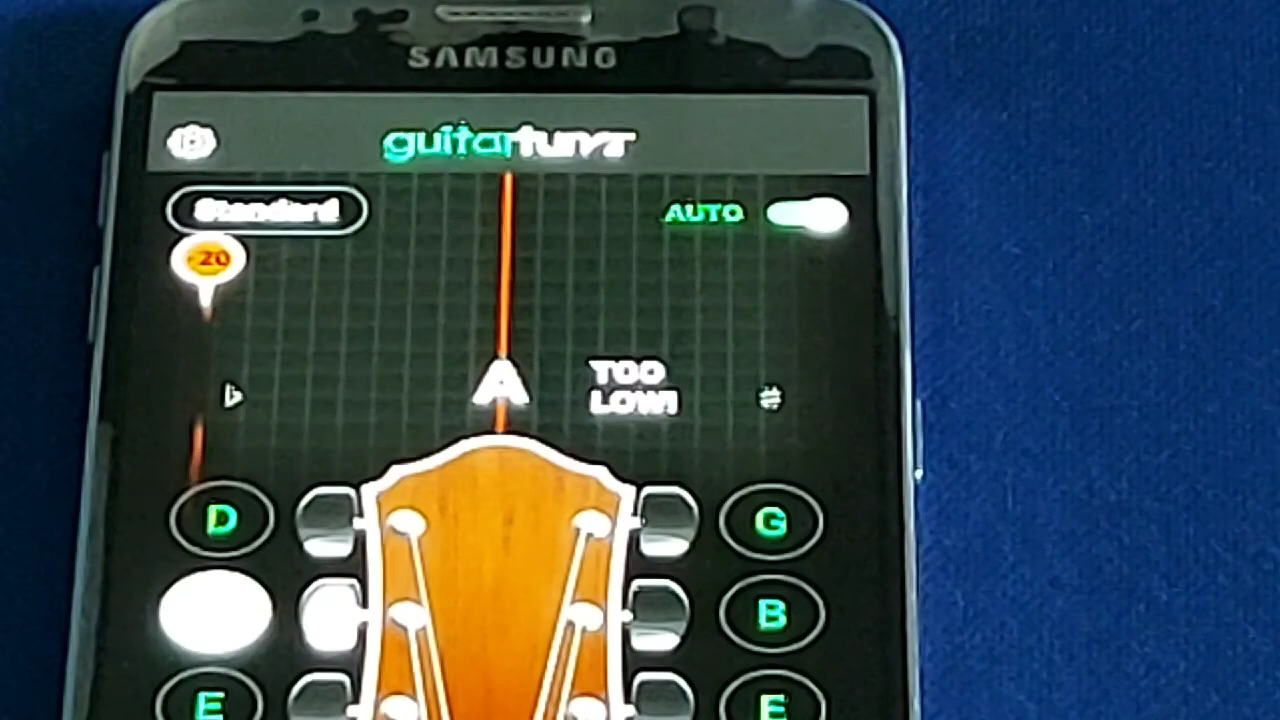 SAMSUNG
guitartuna
Standard
AUTO
-20
A
TOO
LOW!
♭
#
D
G
B
E
E